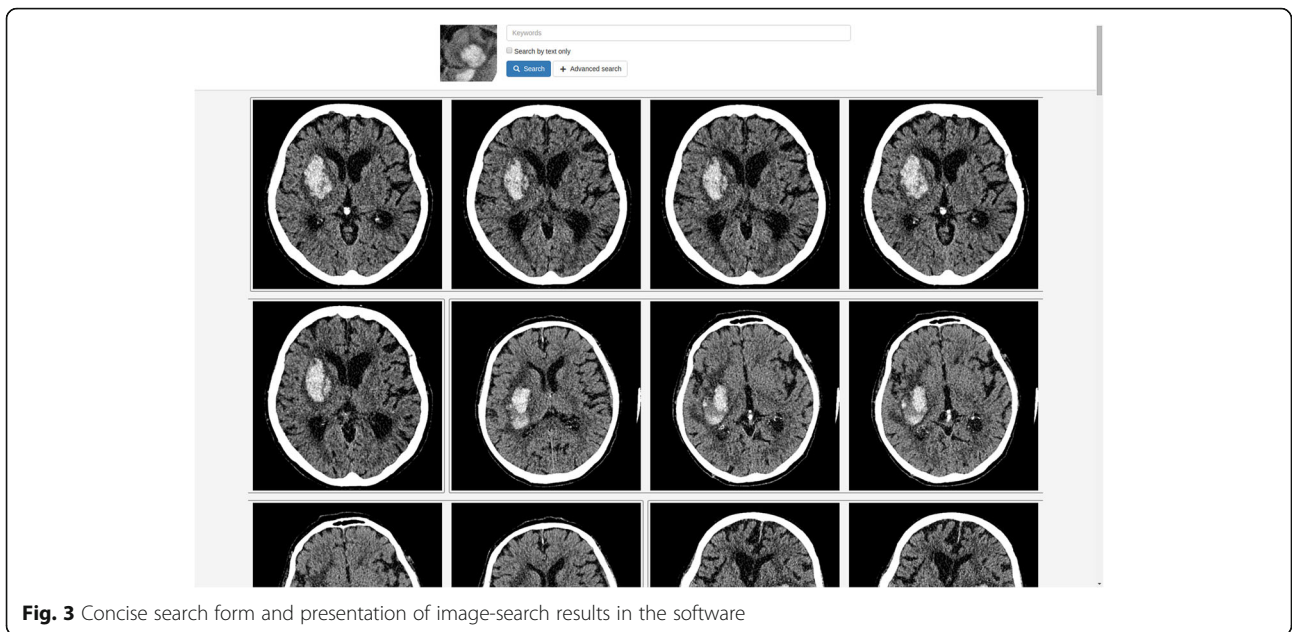 Keywords
Search by text only
Search
Advanced search
Fig. 3 Concise search form and presentation of image-search results in the software